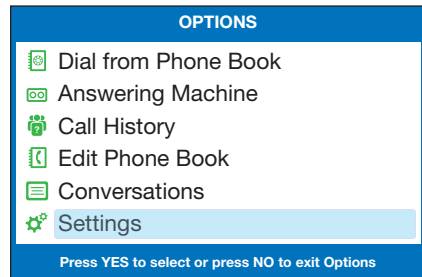 OPTIONS
Dial from Phone Book
Answering Machine
Call History
Edit Phone Book
Conversations
Settings
Press YES to select or press NO to exit Options